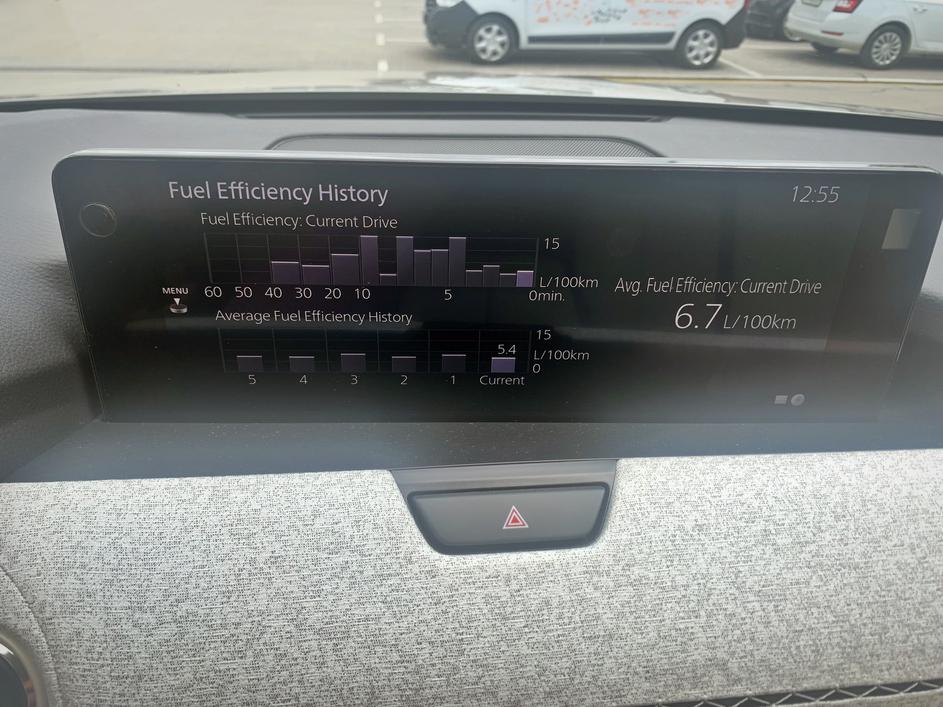 Fuel Efficiency History
12:55
Fuel Efficiency: Current Drive
15
L/100km
60 50 40 30 20 10 5 0min.
MENU
Avg. Fuel Efficiency: Current Drive
6.7 L/100km
Average Fuel Efficiency History
15
5.4
L/100km
0
5 4 3 2 1 Current